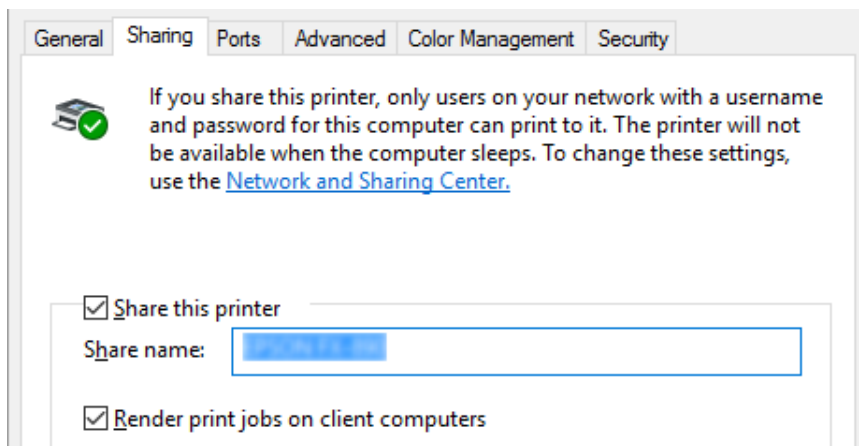 General Sharing Ports Advanced Color Management Security
If you share this printer, only users on your network with a username
and password for this computer can print to it. The printer will not
be available when the computer sleeps. To change these settings,
use the Network and Sharing Center.
Share this printer
Share name:
Render print jobs on client computers